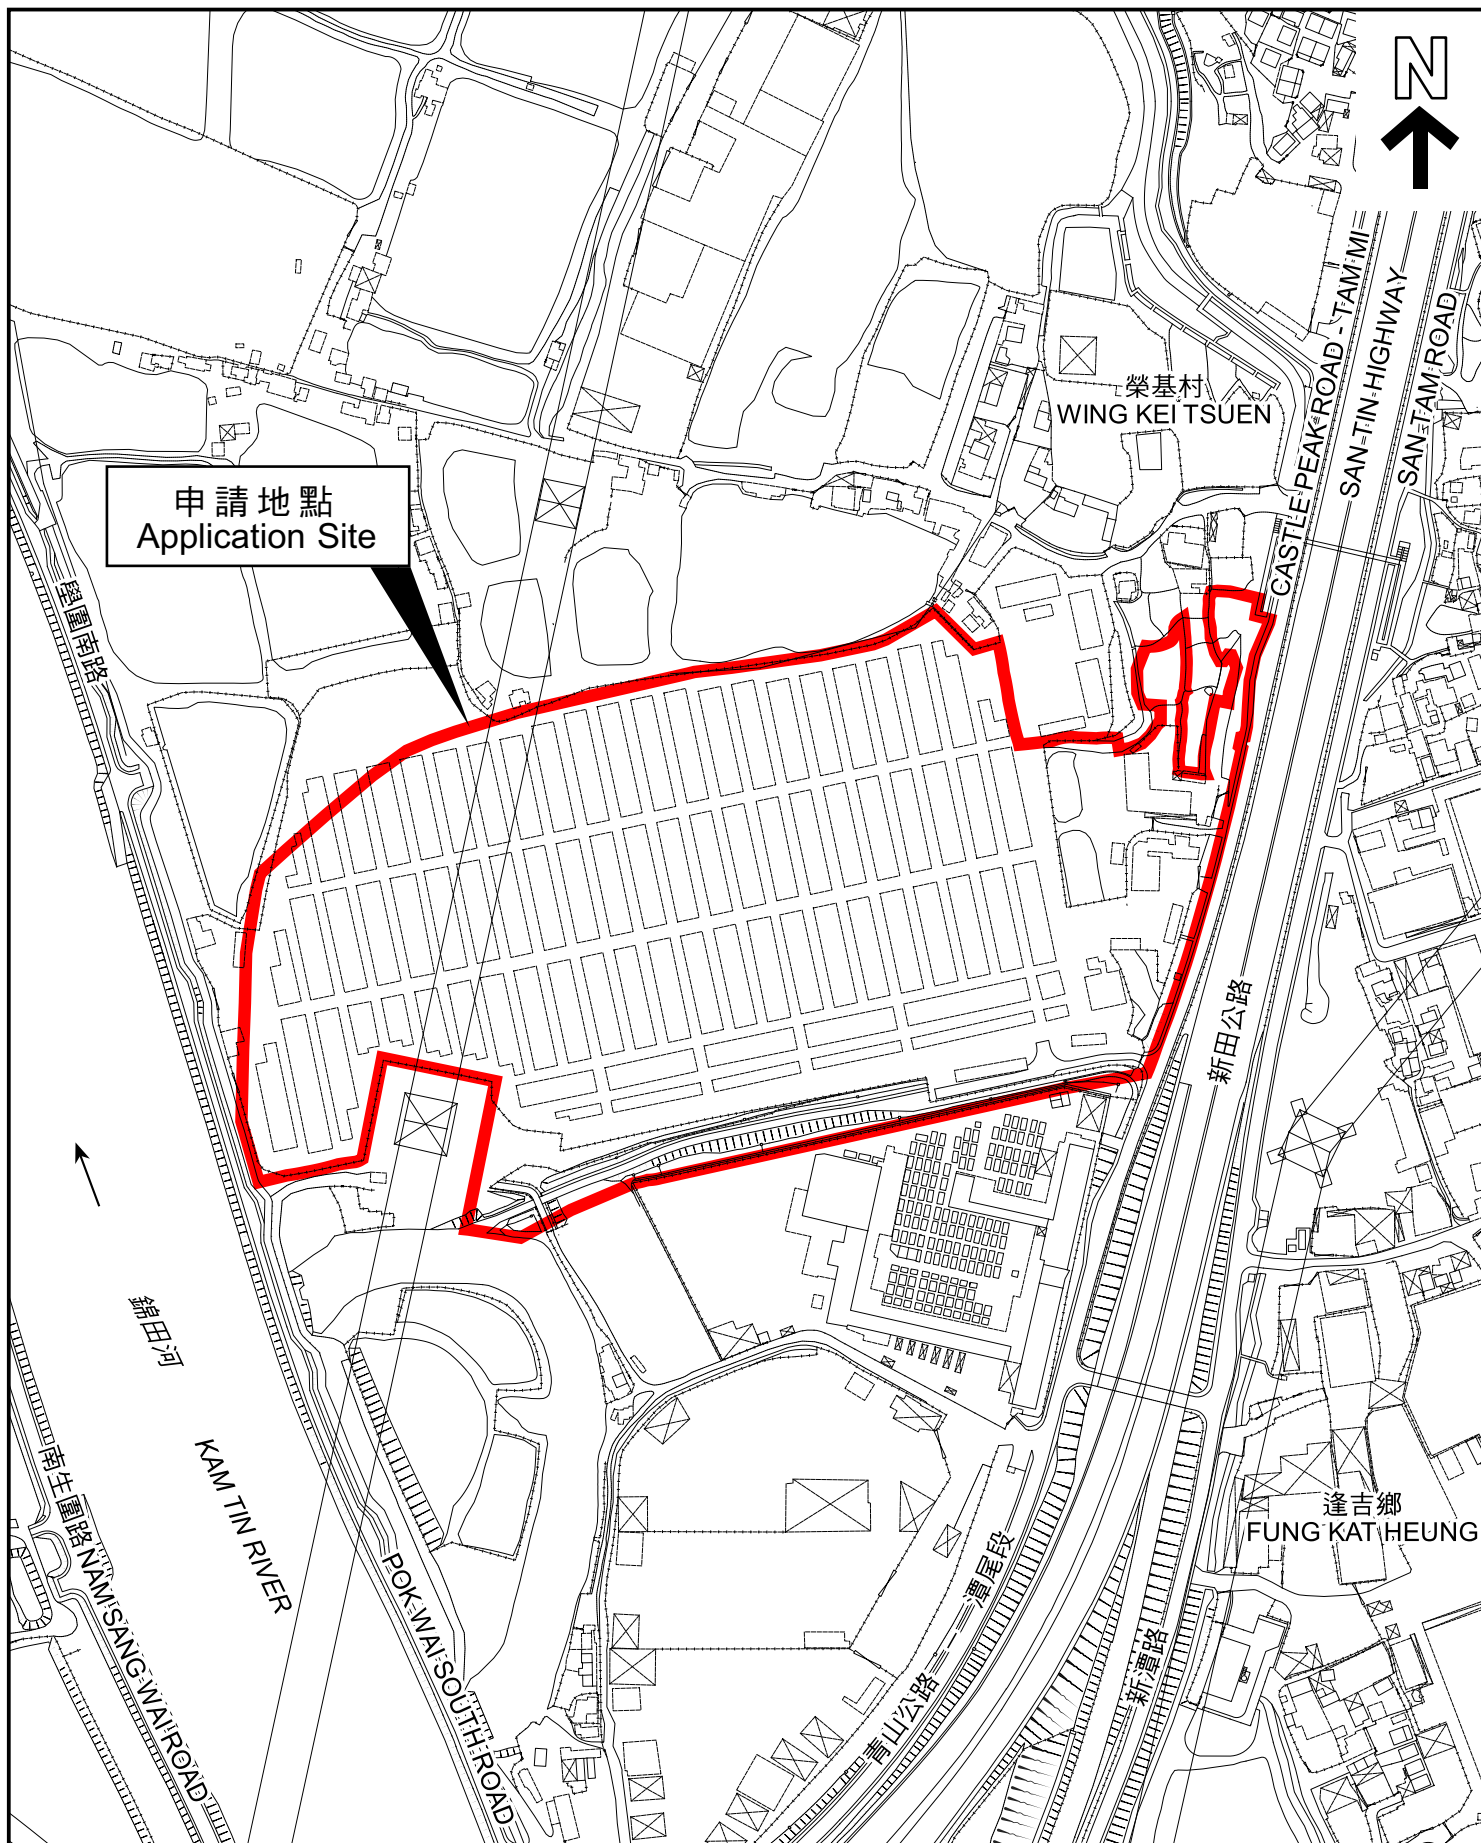 N
榮基村
WING KEI TSUEN
CASTLE PEAK ROAD - TAM MI
SAN TIN HIGHWAY
SAN TAM ROAD
申請地點
Application Site
壆圍南路
新田公路
錦田河
KAM TIN RIVER
南生圍路 NAM SANG WAI ROAD
POK WAI SOUTH ROAD
青山公路 — 潭尾段
新潭路
逢吉鄉
FUNG KAT HEUNG